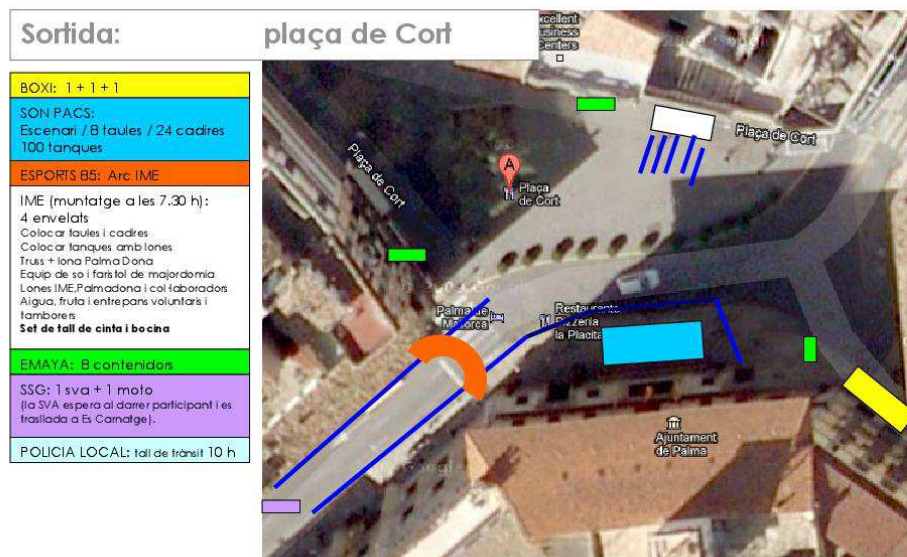 Sortida: plaça de Cort
BOXI: 1 + 1 + 1
SON PACS:
Escenari / 8 taules / 24 cadires
100 tanques
ESPORTS 85: Arc IME
IME (muntatge a les 7.30 h):
4 envelats
Colocar taules i cadires
Colocar tanques amb lones
Truss + lona Palma Dona
Equip de so i faristol de majordomia
Lones IME,Palmadona i col·laboradors
Aigua, fruta i entrepans voluntaris i
tamborers
Set de tall de cinta i bocina
EMAYA: 8 contenidors
SSG: 1 sva + 1 moto
(la SVA espera al darrer participant i es
trasllada a Es Carnatge).
POLICIA LOCAL: tall de trànsit 10 h
Excellent
Business
Centers
Plaça de Cort
Plaça de Cort
A
Plaça
de Cort
Palma de
Mallorca
Restaurante
Pizzeria
la Placita
Ajuntament
de Palma